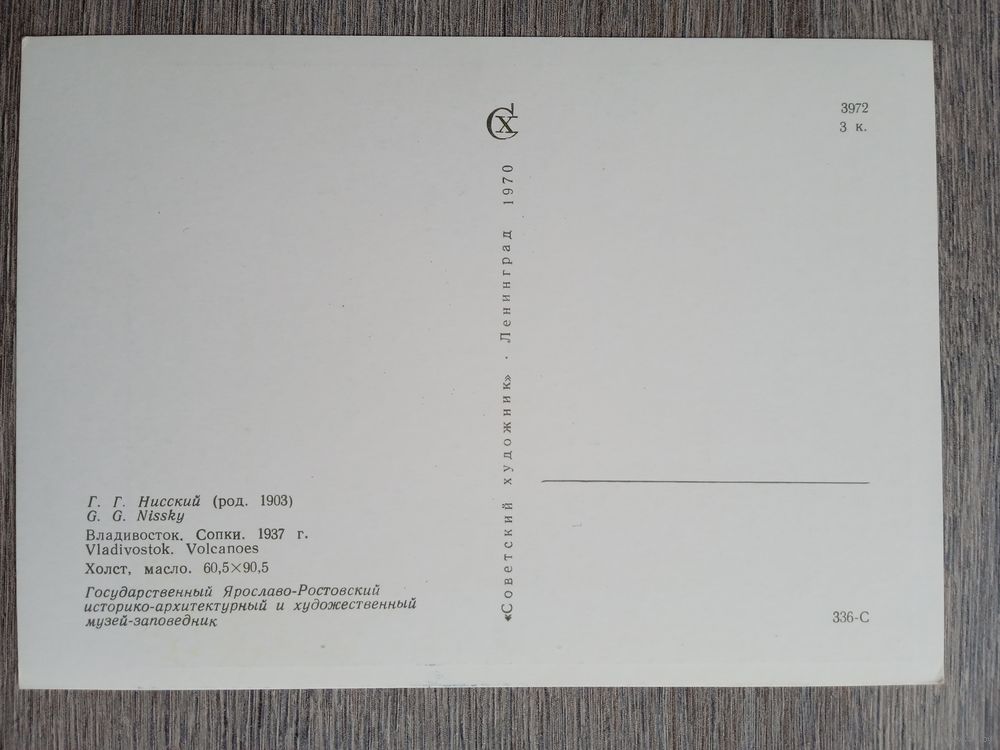 Г. Г. Нисский (род. 1903)
G. G. Nissky
Владивосток. Сопки. 1937 г.
Vladivostok. Volcanoes
Холст, масло. 60,5×90,5
Государственный Ярославо-Ростовский
историко-архитектурный и художественный
музей-заповедник
СХ
«Советский художник» · Ленинград 1970
3972
3 к.
336-С